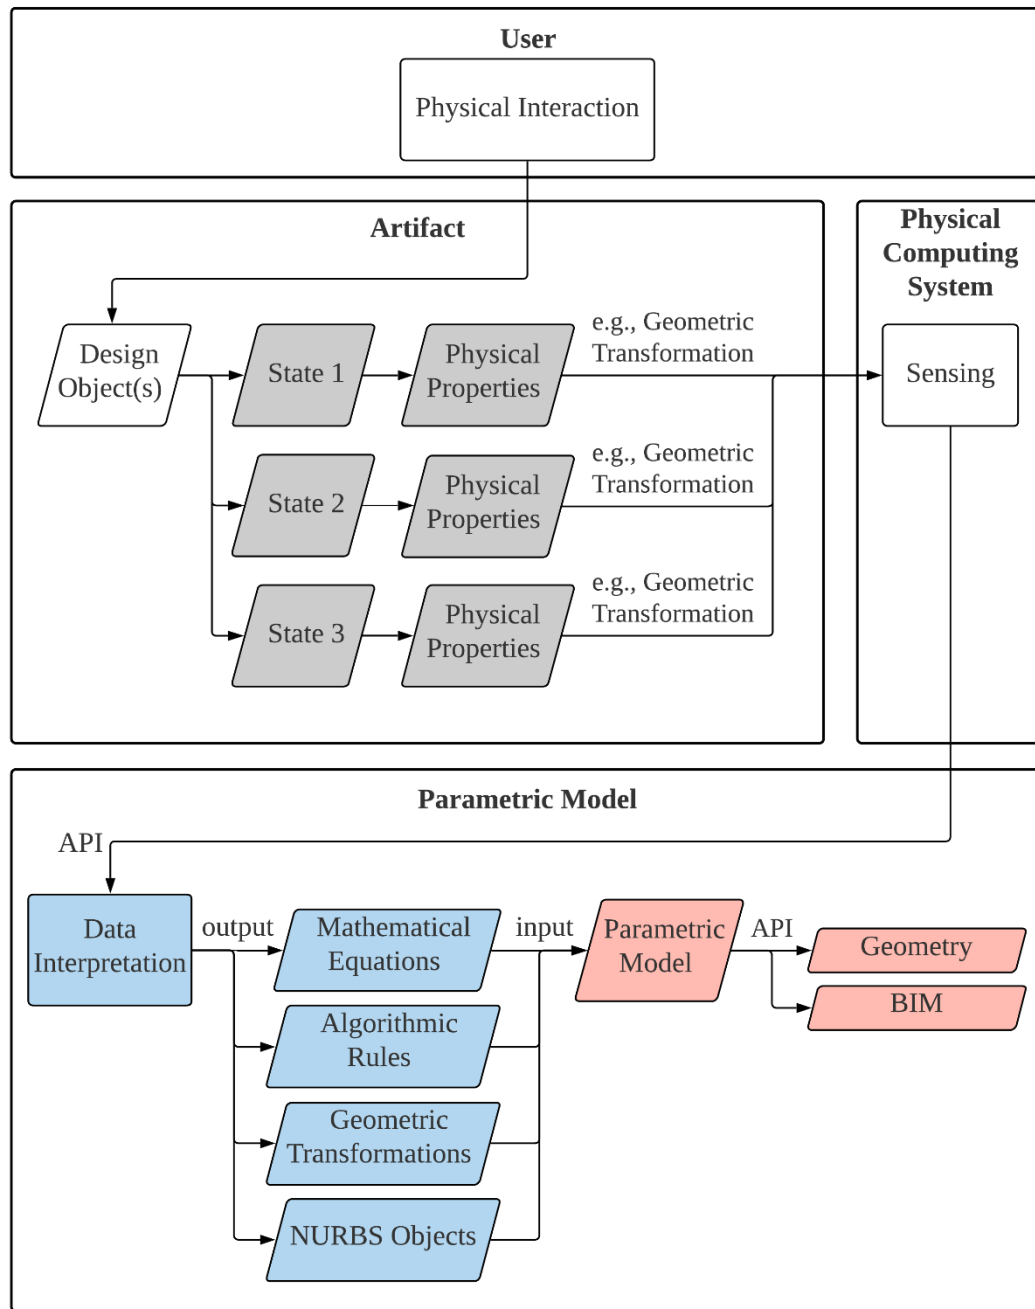 User
Physical Interaction
Artifact
Physical
Computing
System
Design
Object(s)
State 1
Physical
Properties
e.g., Geometric
Transformation
Sensing
State 2
Physical
Properties
e.g., Geometric
Transformation
State 3
Physical
Properties
e.g., Geometric
Transformation
Parametric Model
API
Data
Interpretation
output
Mathematical
Equations
input
Parametric
Model
API
Geometry
BIM
Algorithmic
Rules
Geometric
Transformations
NURBS Objects